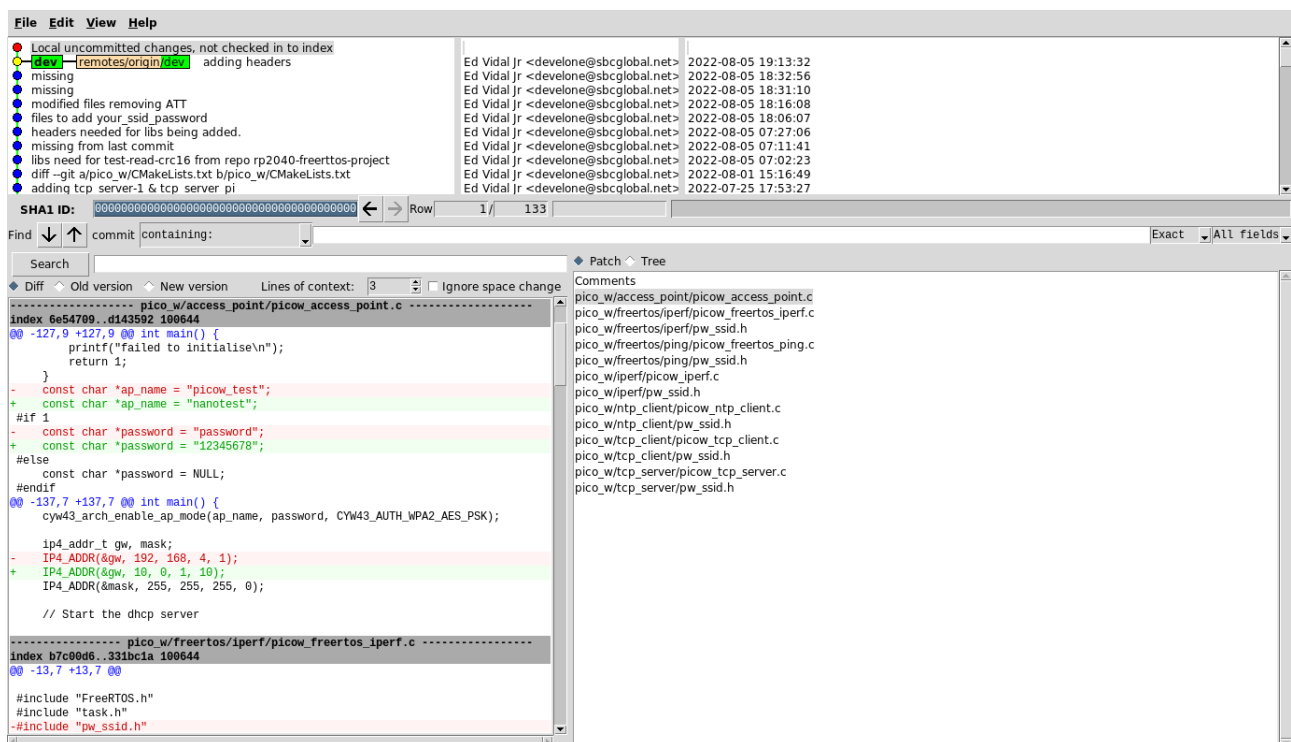 File Edit View Help
Local uncommitted changes, not checked in to index
dev remotes/origin/dev adding headers Ed Vidal Jr <develone@sbcglobal.net> 2022-08-05 19:13:32
missing Ed Vidal Jr <develone@sbcglobal.net> 2022-08-05 18:32:56
missing Ed Vidal Jr <develone@sbcglobal.net> 2022-08-05 18:31:10
modified files removing ATT Ed Vidal Jr <develone@sbcglobal.net> 2022-08-05 18:16:08
files to add your_ssid_password Ed Vidal Jr <develone@sbcglobal.net> 2022-08-05 18:06:07
headers needed for libs being added. Ed Vidal Jr <develone@sbcglobal.net> 2022-08-05 07:27:06
missing from last commit Ed Vidal Jr <develone@sbcglobal.net> 2022-08-05 07:11:41
libs need for test-read-crc16 from repo rp2040-freerttos-project Ed Vidal Jr <develone@sbcglobal.net> 2022-08-05 07:02:23
diff --git a/pico_w/CMakeLists.txt b/pico_w/CMakeLists.txt Ed Vidal Jr <develone@sbcglobal.net> 2022-08-01 15:16:49
adding tcp_server-1 & tcp_server_pi Ed Vidal Jr <develone@sbcglobal.net> 2022-07-25 17:53:27
SHA1 ID: 0000000000000000000000000000000000000000 Row 1/ 133
Find commit containing: Exact All fields
Search
Diff Old version New version Lines of context: 3 Ignore space change
------------------ pico_w/access_point/picow_access_point.c ------------------
index 6e54709..d143592 100644
@@ -127,9 +127,9 @@ int main() {
printf("failed to initialise\n");
return 1;
}
- const char *ap_name = "picow_test";
+ const char *ap_name = "nanotest";
#if 1
- const char *password = "password";
+ const char *password = "12345678";
#else
const char *password = NULL;
#endif
@@ -137,7 +137,7 @@ int main() {
cyw43_arch_enable_ap_mode(ap_name, password, CYW43_AUTH_WPA2_AES_PSK);
ip4_addr_t gw, mask;
- IP4_ADDR(&gw, 192, 168, 4, 1);
+ IP4_ADDR(&gw, 10, 0, 1, 10);
IP4_ADDR(&mask, 255, 255, 255, 0);
// Start the dhcp server
----------------- pico_w/freertos/iperf/picow_freertos_iperf.c -----------------
index b7c00d6..331bc1a 100644
@@ -13,7 +13,7 @@
#include "FreeRTOS.h"
#include "task.h"
-#include "pw_ssid.h"
Patch Tree
Comments
pico_w/access_point/picow_access_point.c
pico_w/freertos/iperf/picow_freertos_iperf.c
pico_w/freertos/iperf/pw_ssid.h
pico_w/freertos/ping/picow_freertos_ping.c
pico_w/freertos/ping/pw_ssid.h
pico_w/iperf/picow_iperf.c
pico_w/iperf/pw_ssid.h
pico_w/ntp_client/picow_ntp_client.c
pico_w/ntp_client/pw_ssid.h
pico_w/tcp_client/picow_tcp_client.c
pico_w/tcp_client/pw_ssid.h
pico_w/tcp_server/picow_tcp_server.c
pico_w/tcp_server/pw_ssid.h